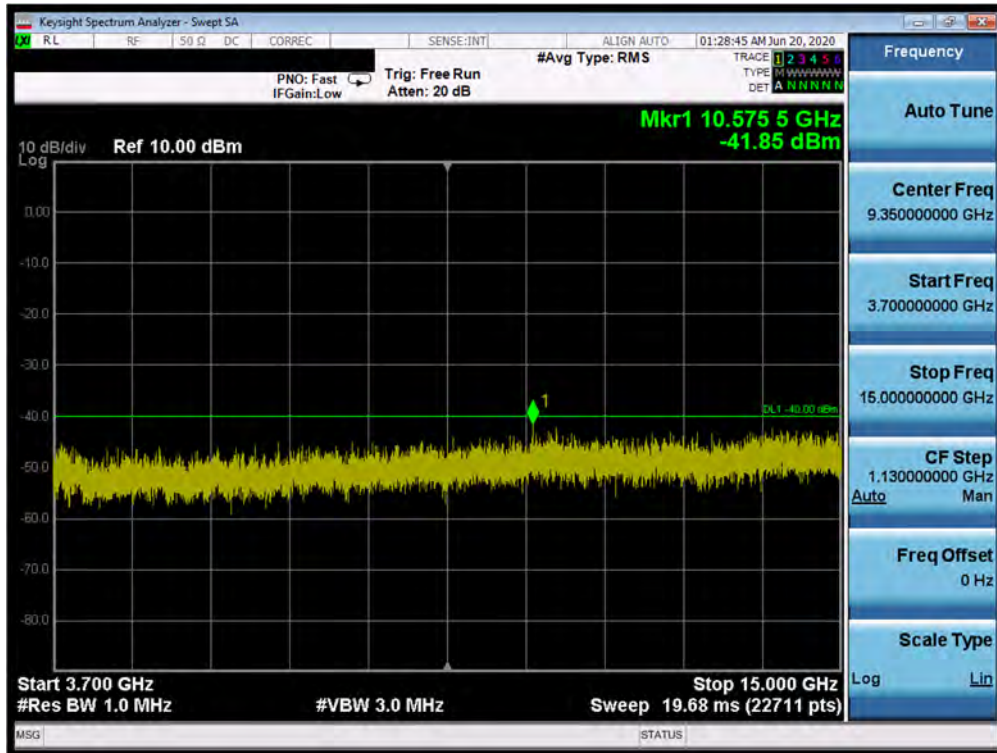 Keysight Spectrum Analyzer - Swept SA
LXI RL RF 50 Ω DC CORREC SENSE:INT ALIGN AUTO 01:28:45 AM Jun 20, 2020
#Avg Type: RMS
TRACE 1 2 3 4 5 6
PNO: Fast Trig: Free Run
TYPE M WWWWW
IFGain:Low Atten: 20 dB
DET A N N N N N
Mkr1 10.575 5 GHz
-41.85 dBm
10 dB/div Ref 10.00 dBm
Log
0.00
-10.0
-20.0
-30.0
1
DL1 -40.00 dBm
-40.0
-50.0
-60.0
-70.0
-80.0
Start 3.700 GHz Stop 15.000 GHz
#Res BW 1.0 MHz #VBW 3.0 MHz Sweep 19.68 ms (22711 pts)
MSG STATUS
Frequency
Auto Tune
Center Freq
9.350000000 GHz
Start Freq
3.700000000 GHz
Stop Freq
15.000000000 GHz
CF Step
1.130000000 GHz
Auto Man
Freq Offset
0 Hz
Scale Type
Log Lin